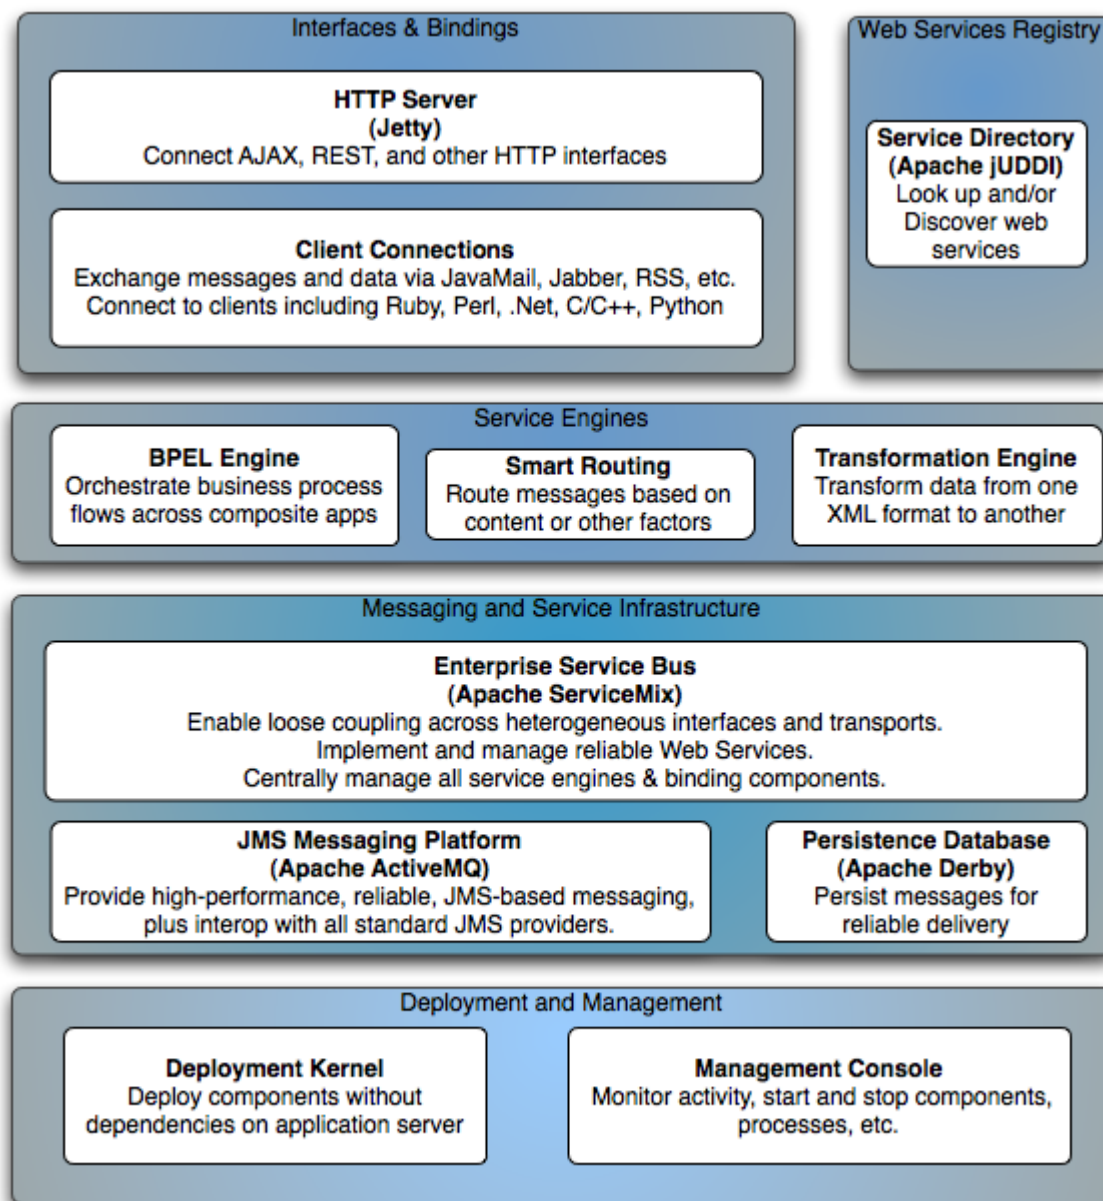 Interfaces & Bindings
HTTP Server
(Jetty)
Connect AJAX, REST, and other HTTP interfaces
Client Connections
Exchange messages and data via JavaMail, Jabber, RSS, etc.
Connect to clients including Ruby, Perl, .Net, C/C++, Python
Web Services Registry
Service Directory
(Apache jUDDI)
Look up and/or
Discover web
services
Service Engines
BPEL Engine
Orchestrate business process
flows across composite apps
Smart Routing
Route messages based on
content or other factors
Transformation Engine
Transform data from one
XML format to another
Messaging and Service Infrastructure
Enterprise Service Bus
(Apache ServiceMix)
Enable loose coupling across heterogeneous interfaces and transports.
Implement and manage reliable Web Services.
Centrally manage all service engines & binding components.
JMS Messaging Platform
(Apache ActiveMQ)
Provide high-performance, reliable, JMS-based messaging,
plus interop with all standard JMS providers.
Persistence Database
(Apache Derby)
Persist messages for
reliable delivery
Deployment and Management
Deployment Kernel
Deploy components without
dependencies on application server
Management Console
Monitor activity, start and stop components,
processes, etc.